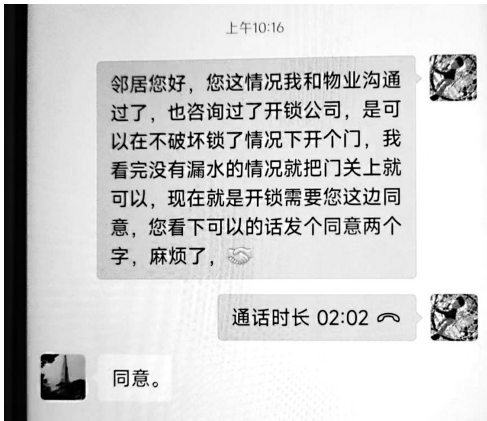 上午10:16
邻居您好，您这情况我和物业沟通
过了，也咨询过了开锁公司，是可
以在不破坏锁了情况下开个门，我
看完没有漏水的情况就把门关上就
可以，现在就是开锁需要您这边同
意，您看下可以的话发个同意两个
字，麻烦了，
通话时长 02:02
同意。